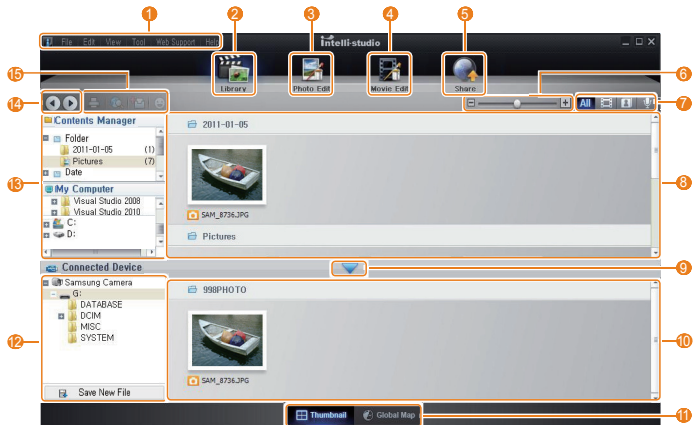 1
2
3
4
5
File Edit View Tool Web Support Help
intelli-studio
15
6
Library
Photo Edit
Movie Edit
Share
14
All
7
Contents Manager
2011-01-05
Folder
2011-01-05 (1)
Pictures (7)
Date
13
8
My Computer
Visual Studio 2008
Visual Studio 2010
SAM_8736.JPG
C:
D:
Pictures
Connected Device
9
Samsung Camera
998PHOTO
G:
DATABASE
DCIM
MISC
SYSTEM
12
10
SAM_8736.JPG
Save New File
Thumbnail
Global Map
11